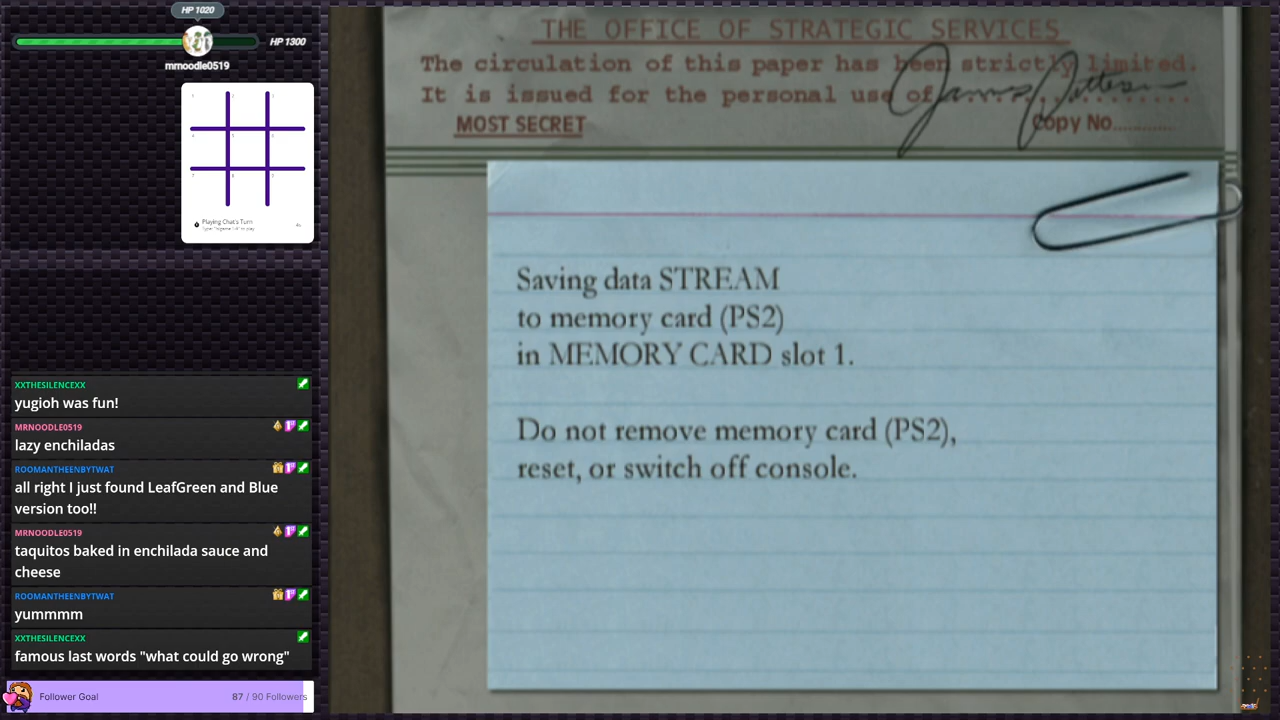 HP 1020
HP 1300
mrnoodle0519
Playing Chat's Turn
XXTHESILENCEXX
yugioh was fun!
MRNOODLE0519
lazy enchiladas
ROOMANTHEENBYTWAT
all right I just found LeafGreen and Blue
version too!!
MRNOODLE0519
taquitos baked in enchilada sauce and
cheese
ROOMANTHEENBYTWAT
yummmm
XXTHESILENCEXX
famous last words "what could go wrong"
Follower Goal
87 / 90 Followers
THE OFFICE OF STRATEGIC SERVICES
The circulation of this paper has been strictly limited.
It is issued for the personal use of...................
James Patterson
MOST SECRET
Copy No...........
Saving data STREAM
to memory card (PS2)
in MEMORY CARD slot 1.
Do not remove memory card (PS2),
reset, or switch off console.